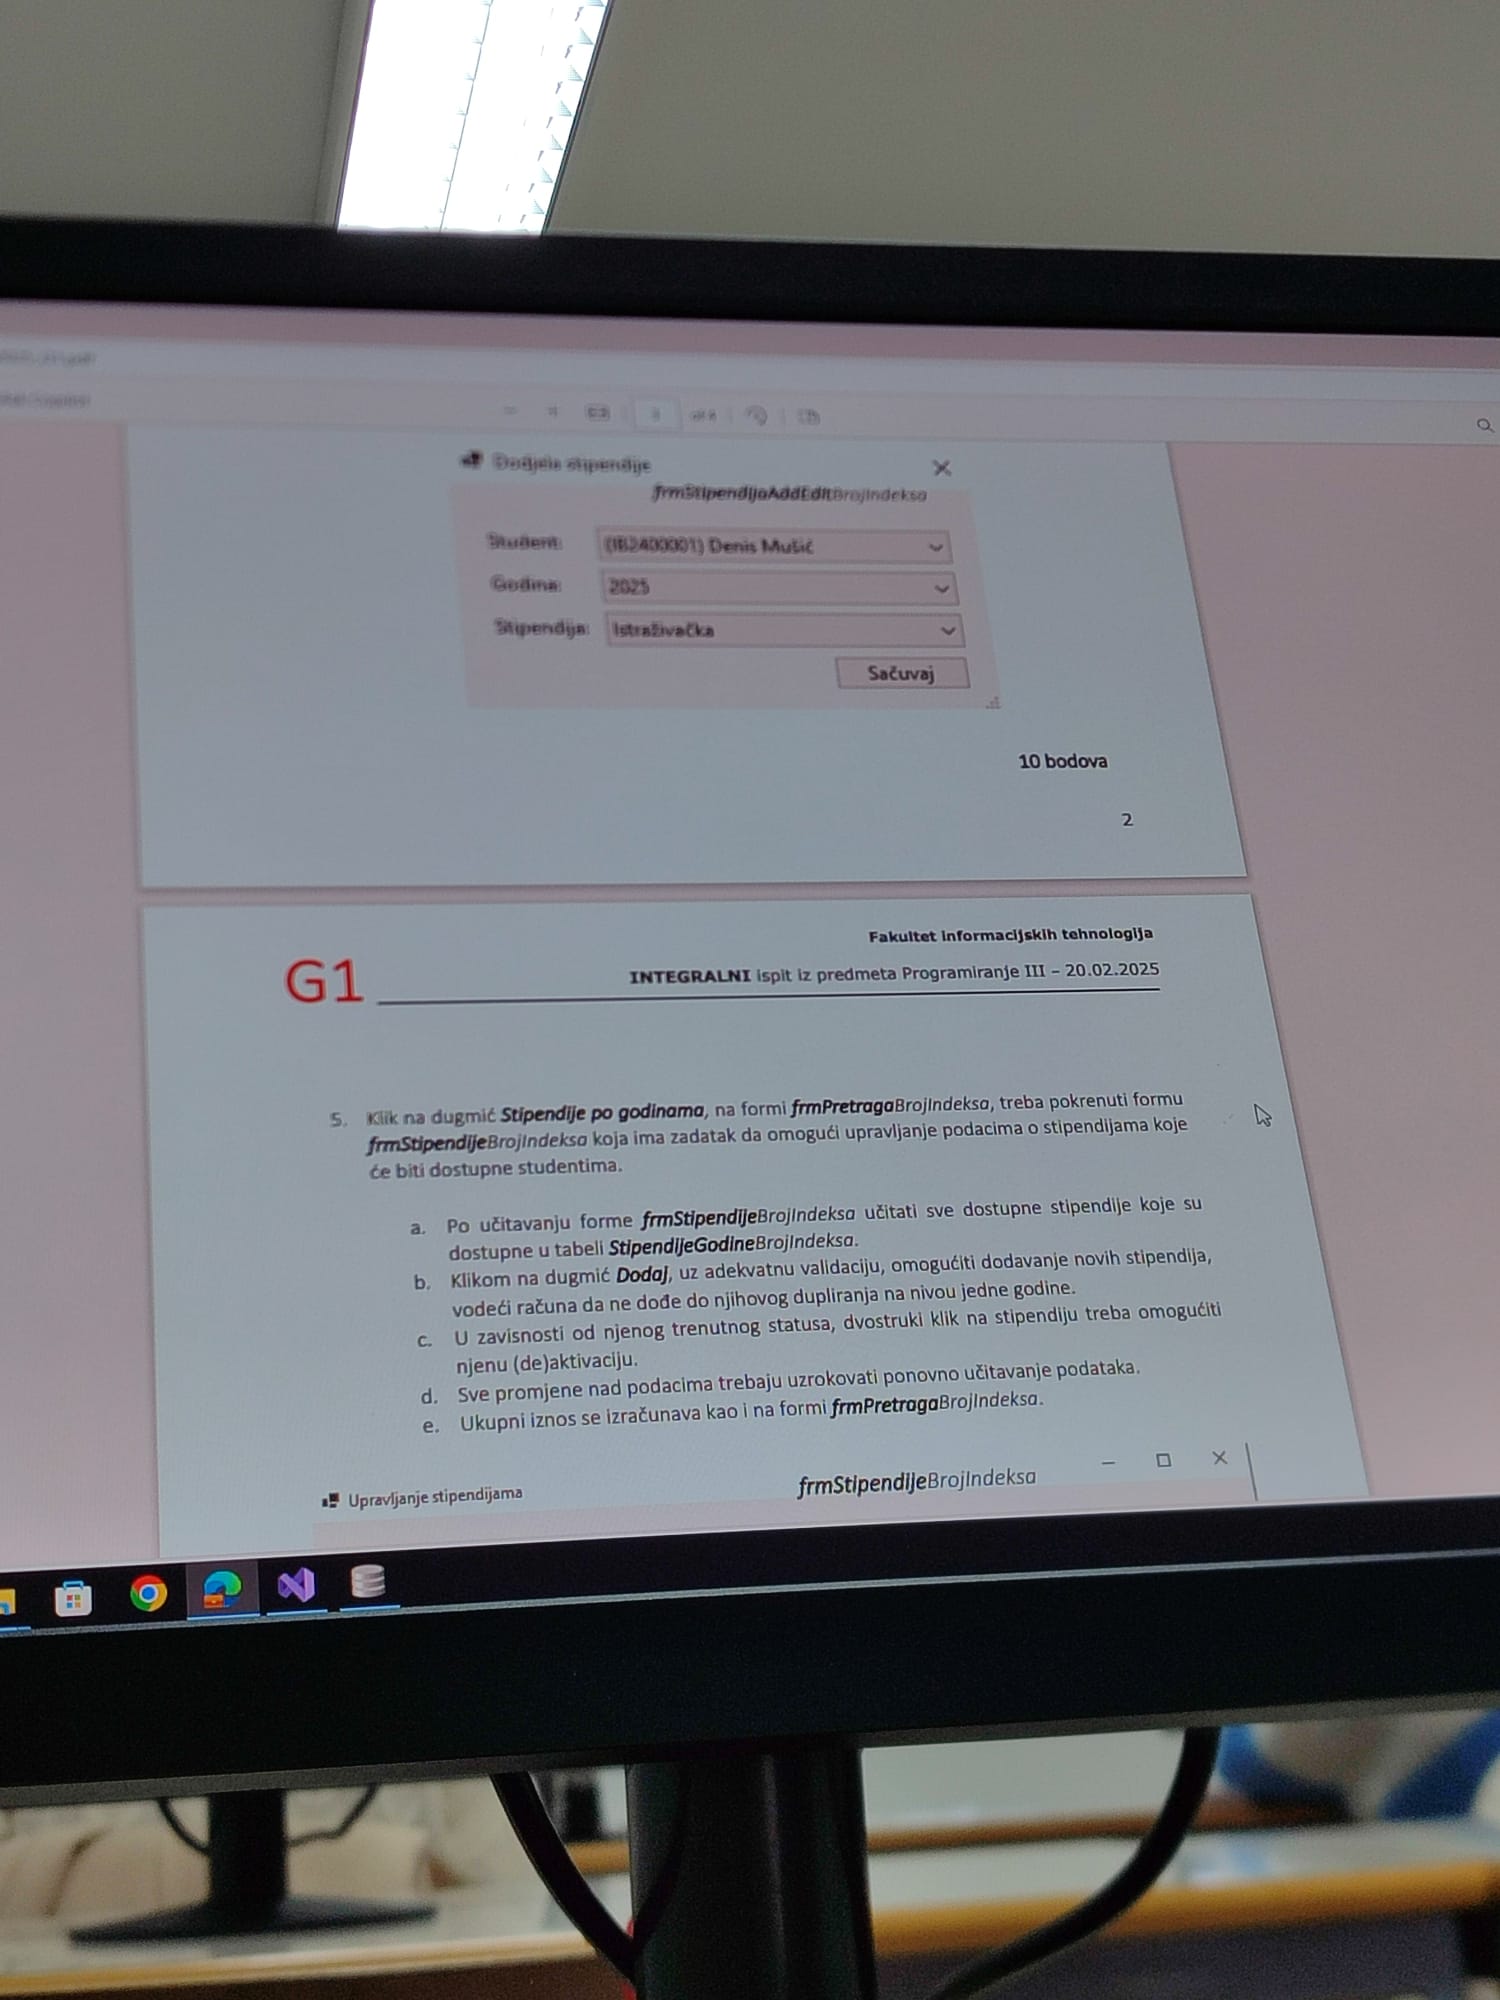 Dodjela stipendije
frmStipendijaAddEditBrojIndeksa
Student: (IB2400001) Denis Mušić
Godina: 2025
Stipendija: Istraživačka
Sačuvaj
10 bodova
2
Fakultet informacijskih tehnologija
G1 INTEGRALNI ispit iz predmeta Programiranje III – 20.02.2025
5. Klik na dugmić Stipendije po godinama, na formi frmPretragaBrojIndeksa, treba pokrenuti formu
frmStipendijeBrojIndeksa koja ima zadatak da omogući upravljanje podacima o stipendijama koje
će biti dostupne studentima.
a. Po učitavanju forme frmStipendijeBrojIndeksa učitati sve dostupne stipendije koje su
dostupne u tabeli StipendijeGodineBrojIndeksa.
b. Klikom na dugmić Dodaj, uz adekvatnu validaciju, omogućiti dodavanje novih stipendija,
vodeći računa da ne dođe do njihovog dupliranja na nivou jedne godine.
c. U zavisnosti od njenog trenutnog statusa, dvostruki klik na stipendiju treba omogućiti
njenu (de)aktivaciju.
d. Sve promjene nad podacima trebaju uzrokovati ponovno učitavanje podataka.
e. Ukupni iznos se izračunava kao i na formi frmPretragaBrojIndeksa.
Upravljanje stipendijama
frmStipendijeBrojIndeksa